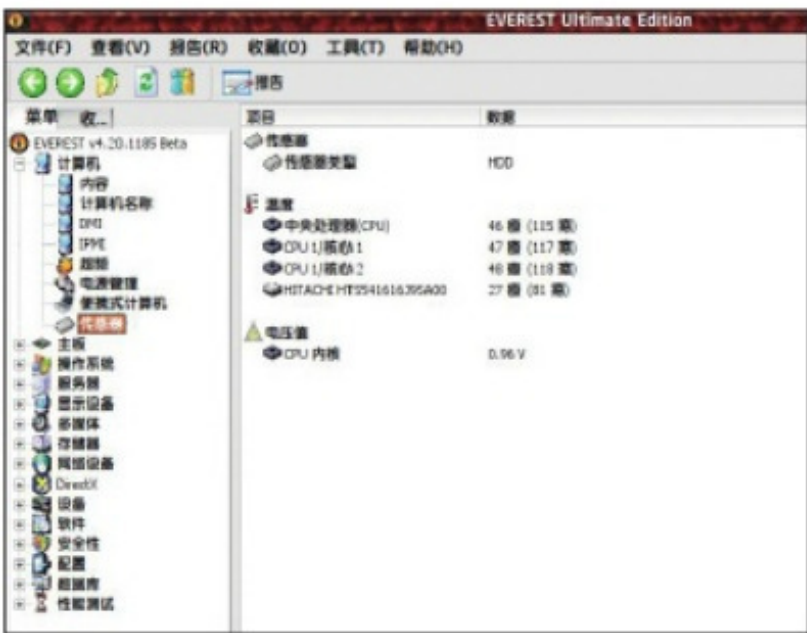 EVEREST Ultimate Edition
文件(F) 查看(V) 报告(R) 收藏(O) 工具(T) 帮助(H)
报告
菜单 收...
项目 数据
EVEREST v4.20.1185 Beta
计算机
内容
计算机名称
DMI
IPMI
超频
电源管理
便携式计算机
传感器
主板
操作系统
服务器
显示设备
多媒体
存储器
网络设备
DirectX
设备
软件
安全性
配置
数据库
性能测试
传感器
传感器类型 HDD
温度
中央处理器(CPU) 46 (115
CPU 1/核心 1 47 (117
CPU 1/核心 2 48 (118
HITACHI HTS541616J9SA00 27 (81
电压值
CPU 内核 0.96 V